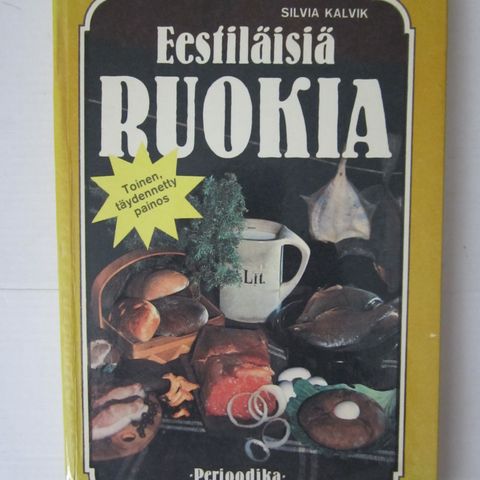 SILVIA KALVIK
Eestiläisiä
RUOKIA
Toinen,
täydennetty
painos
Lit.
·Perioodika·